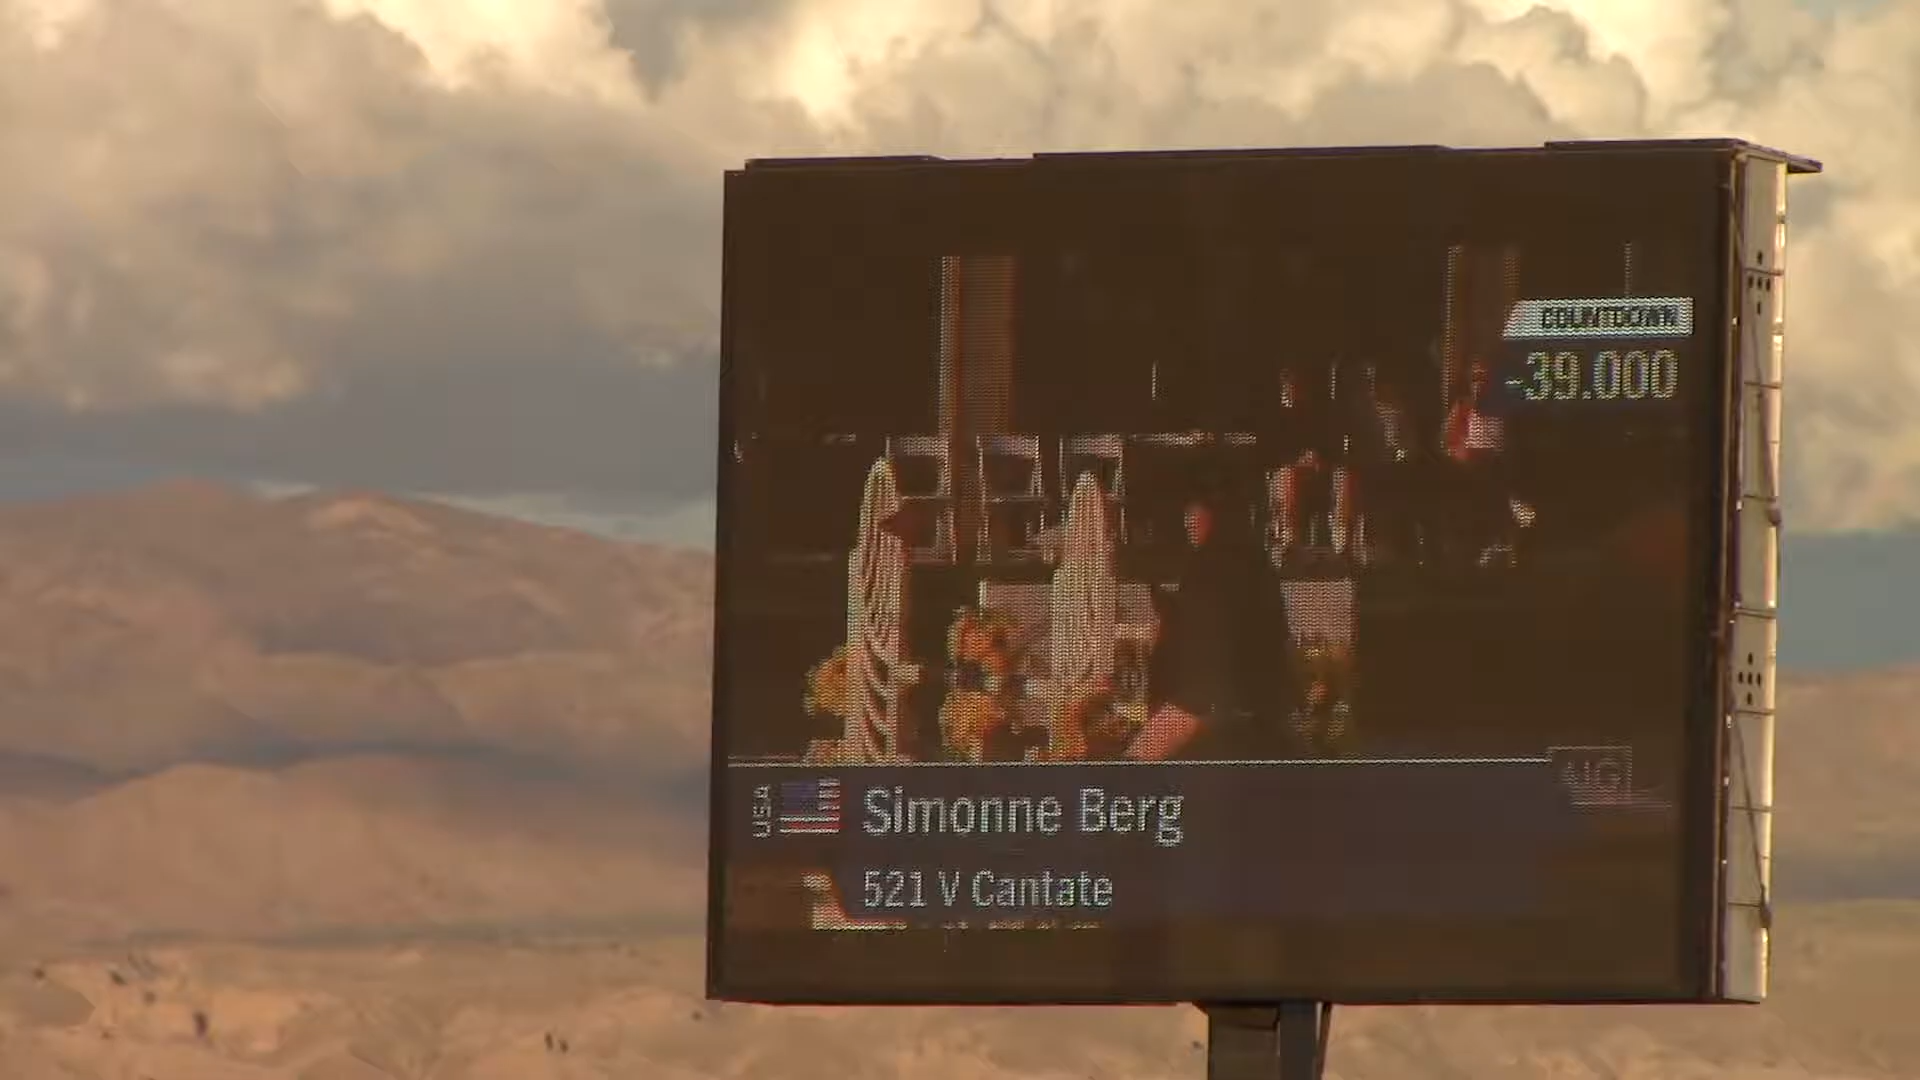 COUNTDOWN
-39.000
USA
Simonne Berg
521 V Cantate